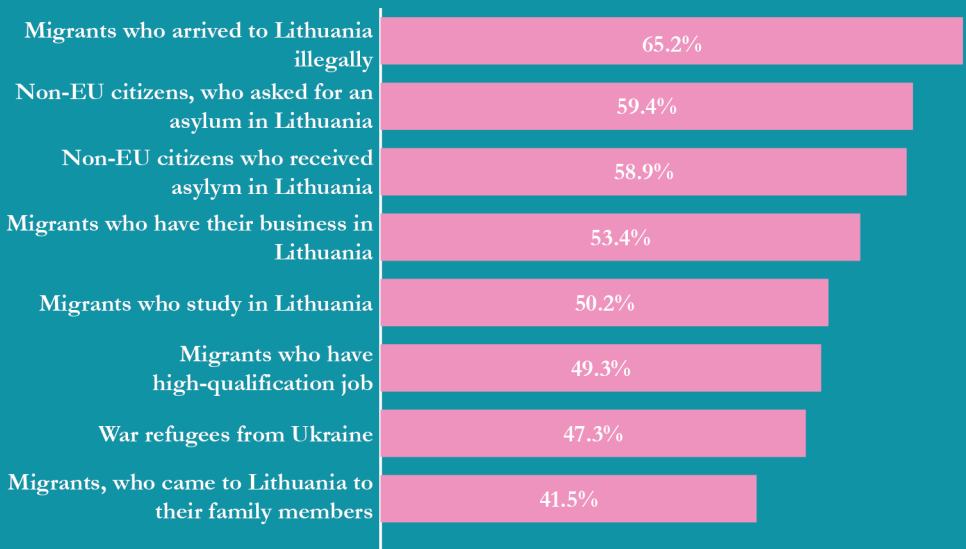 Migrants who arrived to Lithuania
illegally
65.2%
Non-EU citizens, who asked for an
asylum in Lithuania
59.4%
Non-EU citizens who received
asylym in Lithuania
58.9%
Migrants who have their business in
Lithuania
53.4%
Migrants who study in Lithuania
50.2%
Migrants who have
high-qualification job
49.3%
War refugees from Ukraine
47.3%
Migrants, who came to Lithuania to
their family members
41.5%